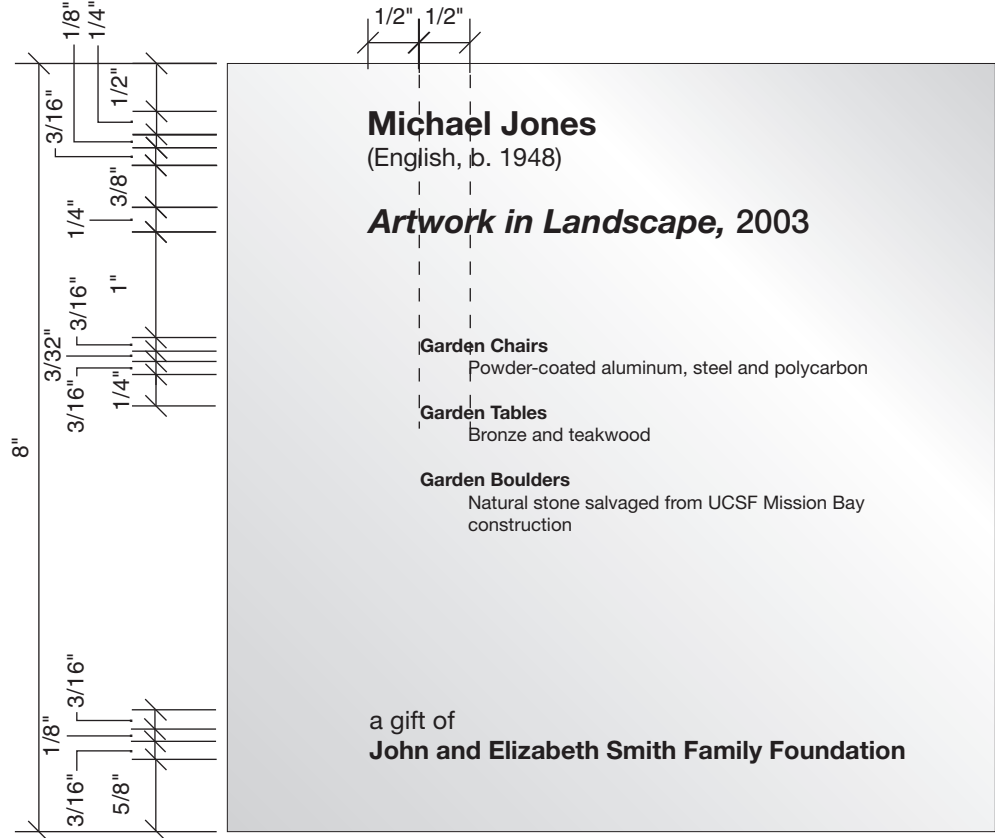 1/2" 1/2"
1/8"
1/4"
1/2"
3/16"
3/8"
1/4"
1"
3/16"
3/32"
3/16"
1/4"
8"
3/16"
1/8"
3/16"
5/8"
Michael Jones
(English, b. 1948)
Artwork in Landscape, 2003
Garden Chairs
Powder-coated aluminum, steel and polycarbon
Garden Tables
Bronze and teakwood
Garden Boulders
Natural stone salvaged from UCSF Mission Bay
construction
a gift of
John and Elizabeth Smith Family Foundation